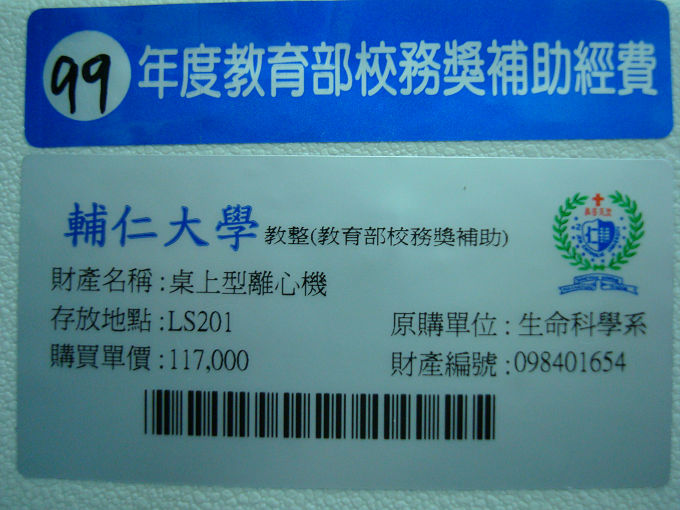 99年度教育部校務獎補助經費
輔仁大學 教整(教育部校務獎補助)
財產名稱:桌上型離心機
存放地點:LS201 原購單位:生命科學系
購買單價:117,000 財產編號:098401654